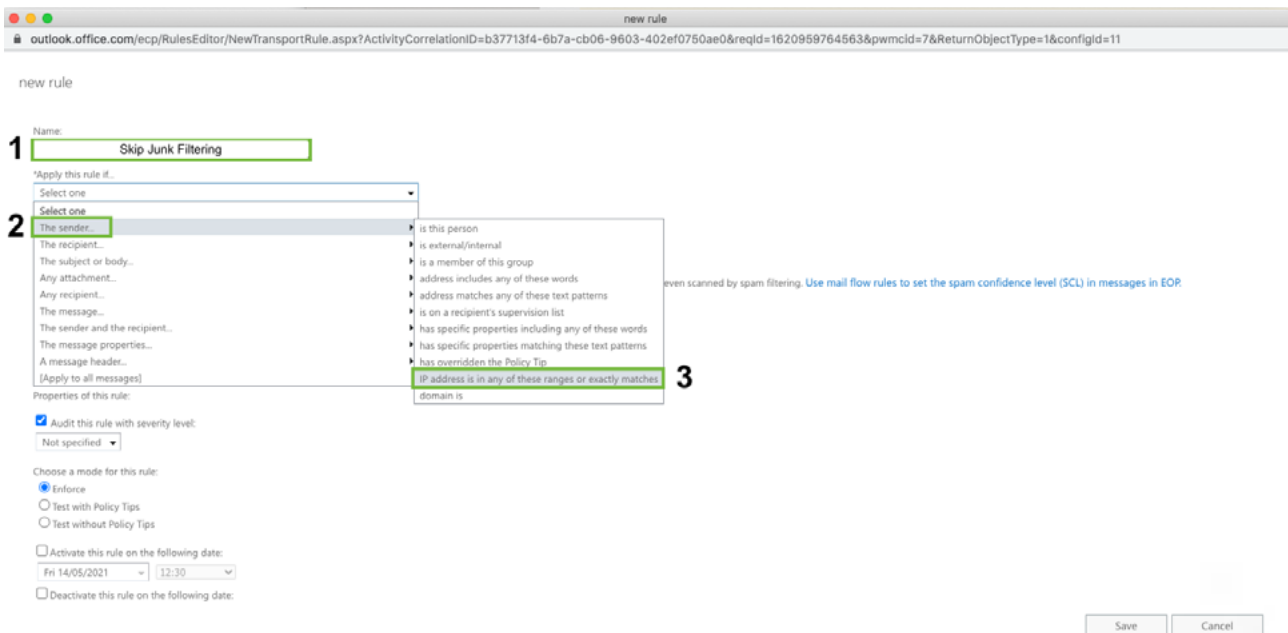 new rule
outlook.office.com/ecp/RulesEditor/NewTransportRule.aspx?ActivityCorrelationID=b37713f4-6b7a-cb06-9603-402ef0750ae0&reqId=1620959764563&pwmcid=7&ReturnObjectType=1&configId=11
new rule
Name:
1 Skip Junk Filtering
*Apply this rule if...
Select one
Select one
2 The sender...
The recipient...
The subject or body...
Any attachment...
Any recipient...
The message...
The sender and the recipient...
The message properties...
A message header...
[Apply to all messages]
is this person
is external/internal
is a member of this group
address includes any of these words
address matches any of these text patterns
is on a recipient's supervision list
has specific properties including any of these words
has specific properties matching these text patterns
has overridden the Policy Tip
IP address is in any of these ranges or exactly matches 3
domain is
even scanned by spam filtering. Use mail flow rules to set the spam confidence level (SCL) in messages in EOP.
Properties of this rule:
Audit this rule with severity level:
Not specified
Choose a mode for this rule:
Enforce
Test with Policy Tips
Test without Policy Tips
Activate this rule on the following date:
Fri 14/05/2021 12:30
Deactivate this rule on the following date:
Save Cancel